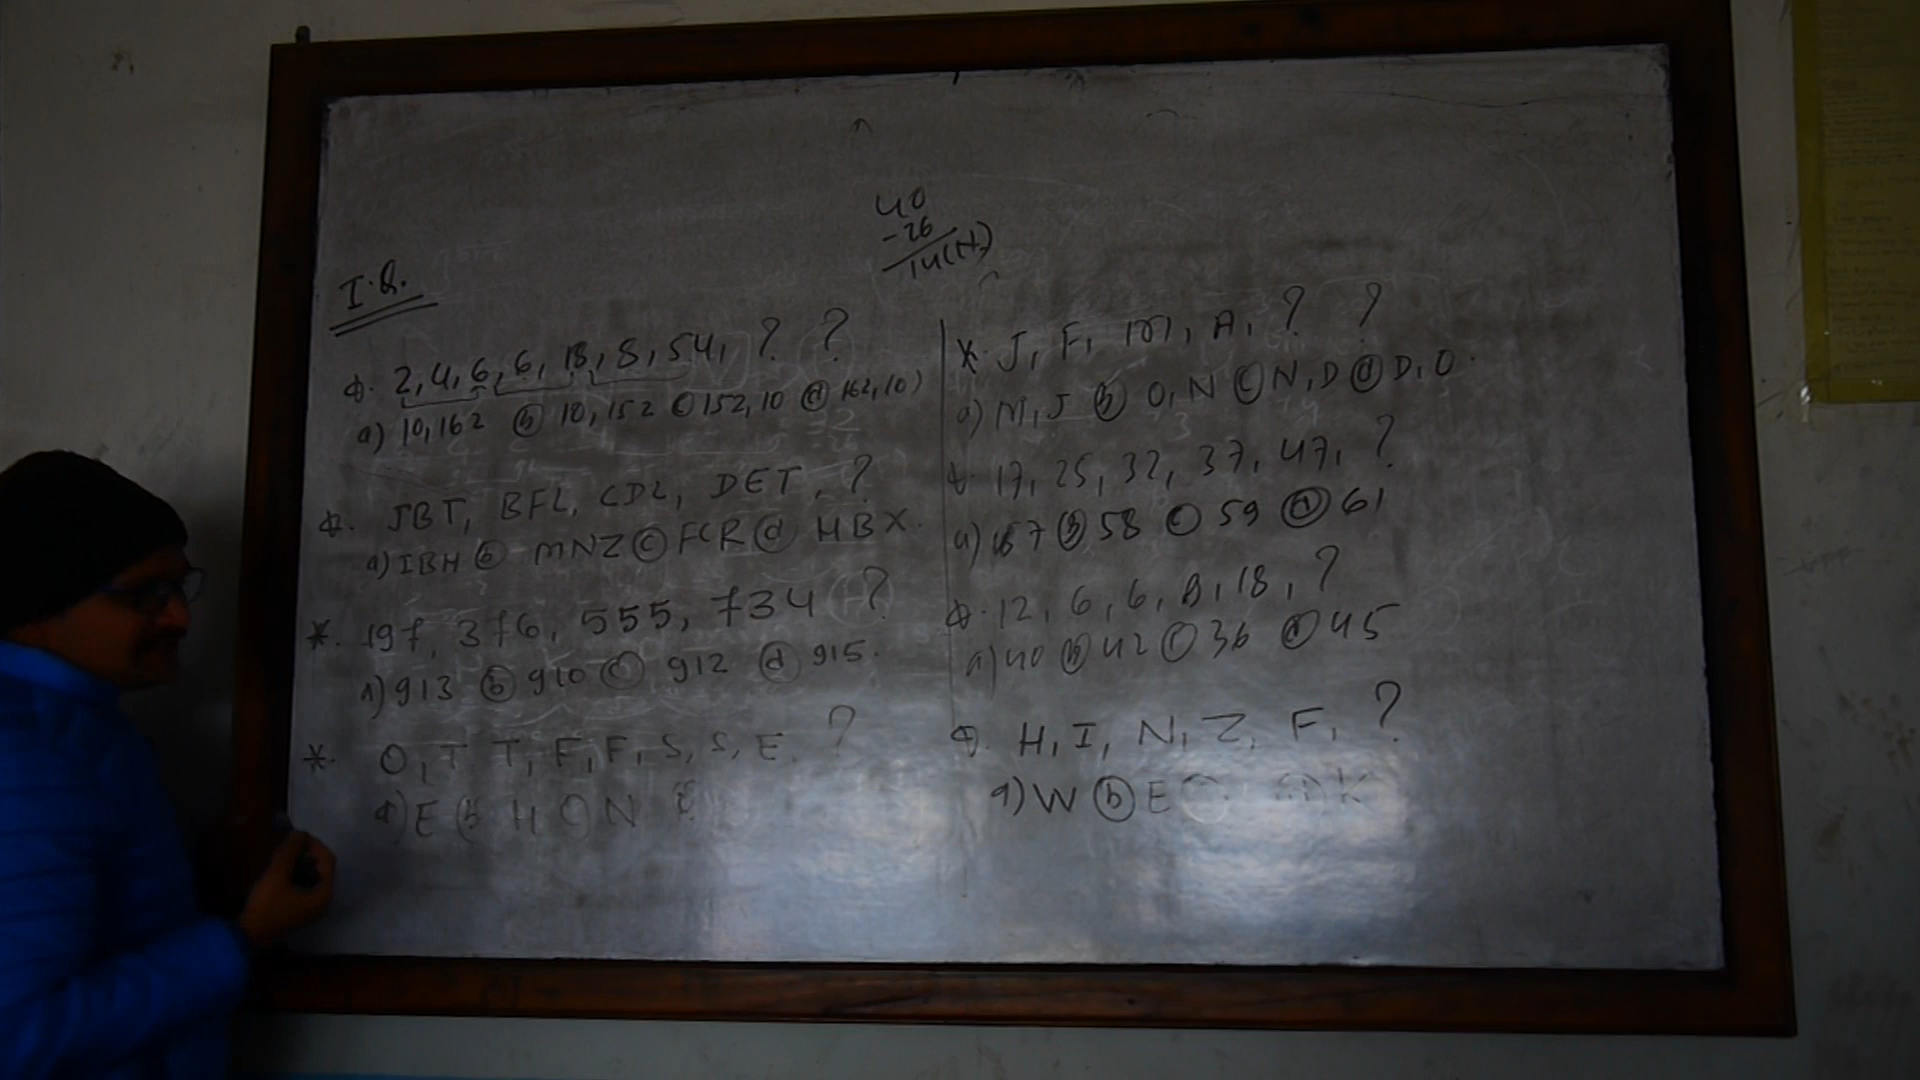 40
-26
14(N)
I.Q.
Q. 2, 4, 6, 6, 18, 8, 54, ? ?
a) 10, 162 (b) 10, 152 (c) 152, 10 (d) 162, 10)
Q. JBT, BFL, CDL, DET, ?
a) IBH (b) MNZ (c) FCR (d) HBX.
*. 197, 376, 555, 734 ?
a) 913 (b) 910 (c) 912 (d) 915.
*. O, T T, F, F, S, S, E, ?
a) E (b) H (c) N
*. J, F, M, A, ? ?
a) M, J (b) O, N (c) N, D (d) D, O.
Q. 17, 25, 32, 37, 47, ?
a) 57 (b) 58 (c) 59 (d) 61
Q. 12, 6, 6, 9, 18, ?
a) 40 (b) 42 (c) 36 (d) 45
Q. H, I, N, Z, F, ?
a) W (b) E (d) K